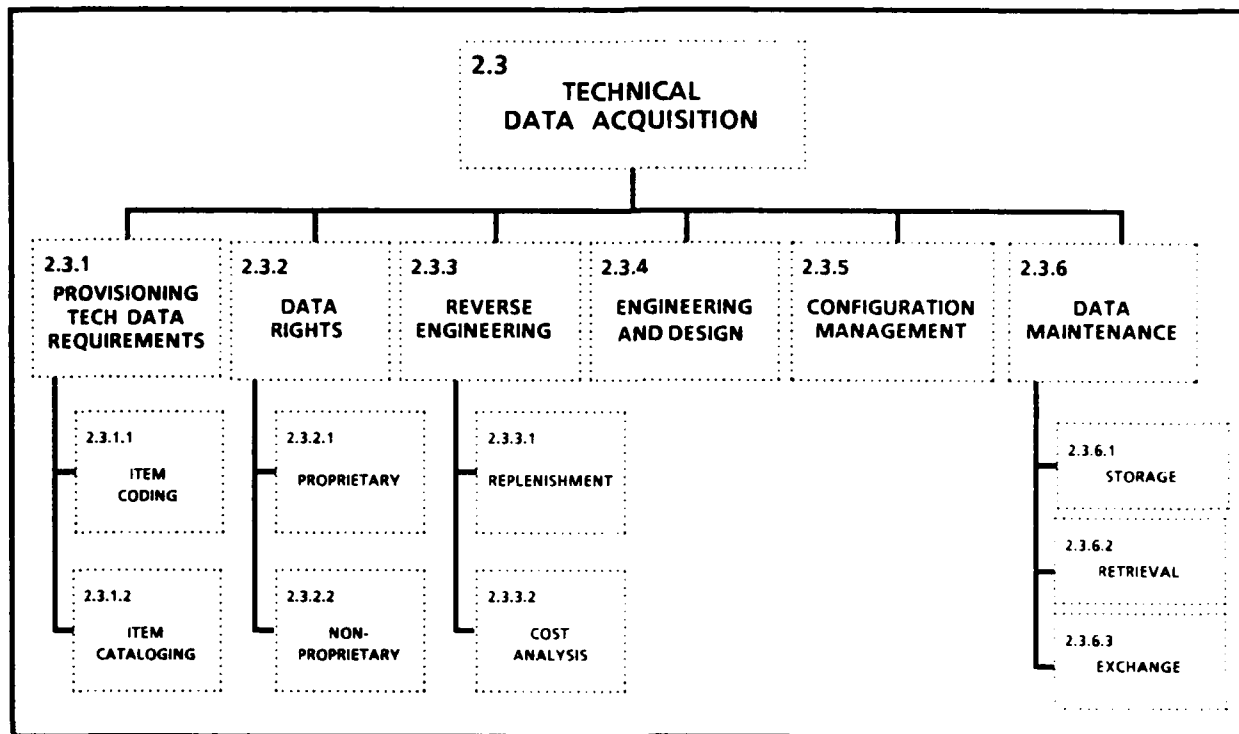 2.3
TECHNICAL
DATA ACQUISITION
2.3.1
PROVISIONING
TECH DATA
REQUIREMENTS
2.3.2
DATA
RIGHTS
2.3.3
REVERSE
ENGINEERING
2.3.4
ENGINEERING
AND DESIGN
2.3.5
CONFIGURATION
MANAGEMENT
2.3.6
DATA
MAINTENANCE
2.3.1.1
ITEM
CODING
2.3.2.1
PROPRIETARY
2.3.3.1
REPLENISHMENT
2.3.6.1
STORAGE
2.3.6.2
RETRIEVAL
2.3.1.2
ITEM
CATALOGING
2.3.2.2
NON-
PROPRIETARY
2.3.3.2
COST
ANALYSIS
2.3.6.3
EXCHANGE